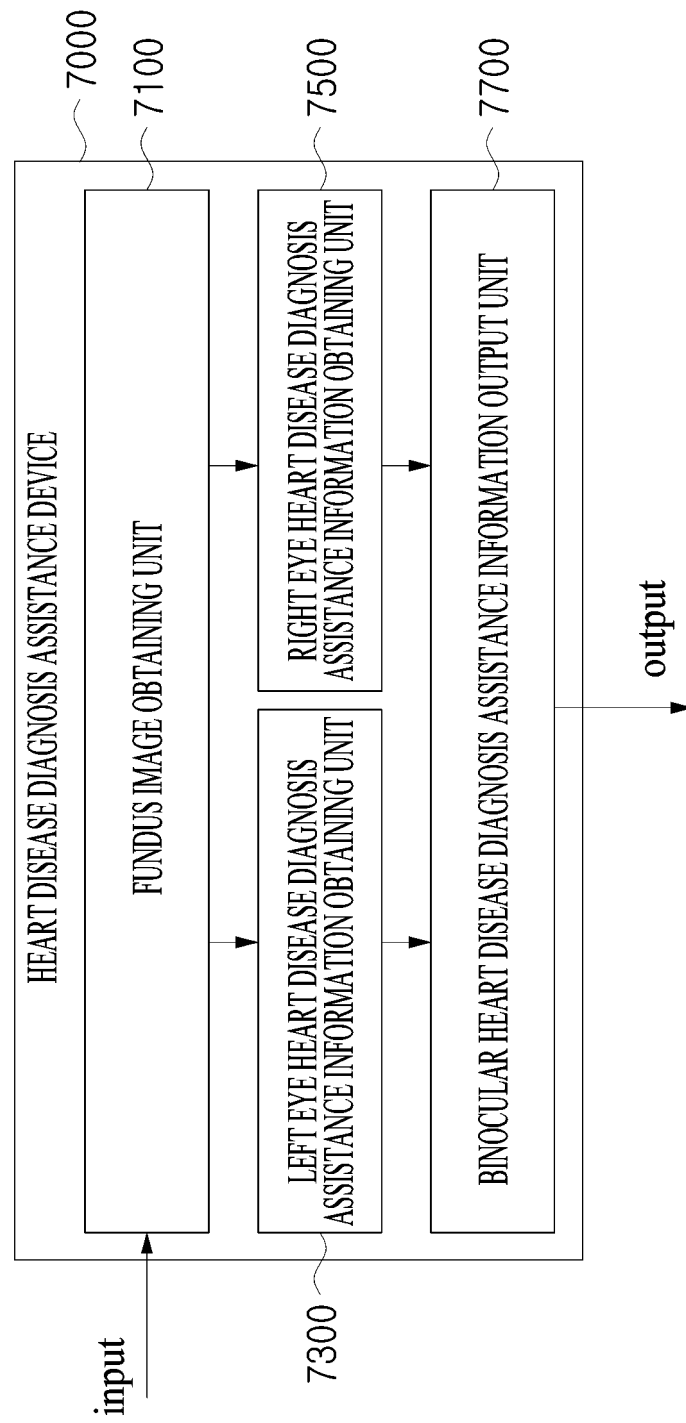 HEART DISEASE DIAGNOSIS ASSISTANCE DEVICE
7000
input
FUNDUS IMAGE OBTAINING UNIT
7100
LEFT EYE HEART DISEASE DIAGNOSIS
ASSISTANCE INFORMATION OBTAINING UNIT
7300
RIGHT EYE HEART DISEASE DIAGNOSIS
ASSISTANCE INFORMATION OBTAINING UNIT
7500
BINOCULAR HEART DISEASE DIAGNOSIS ASSISTANCE INFORMATION OUTPUT UNIT
7700
output